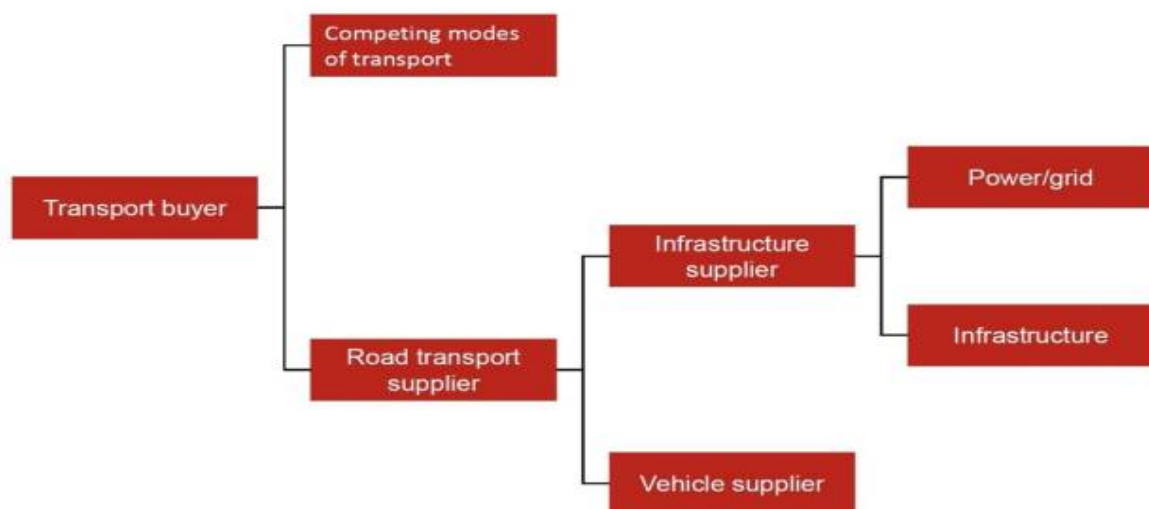 Competing modes
of transport
Transport buyer
Power/grid
Infrastructure
supplier
Infrastructure
Road transport
supplier
Vehicle supplier